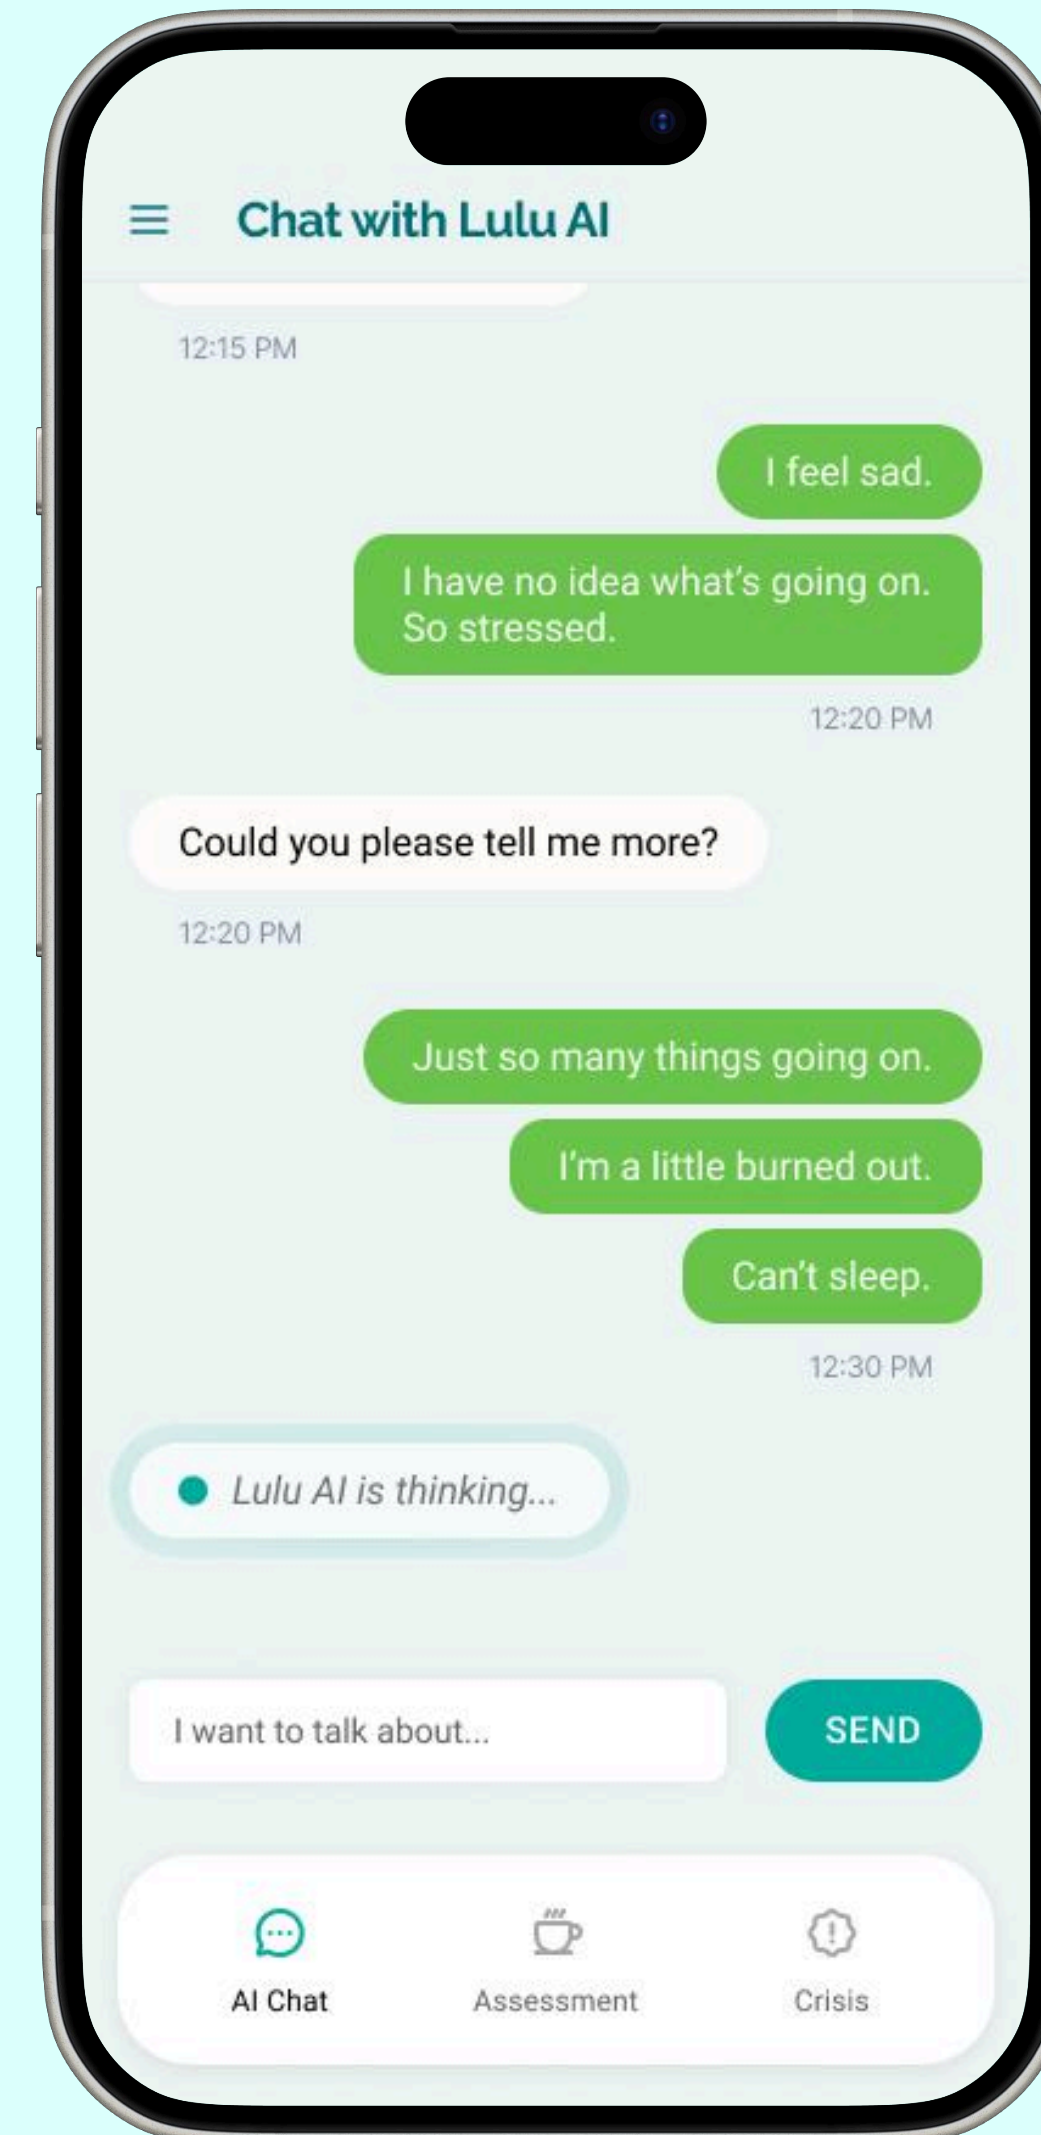 Chat with Lulu AI
12:15 PM
I feel sad.
I have no idea what's going on.
So stressed.
12:20 PM
Could you please tell me more?
12:20 PM
Just so many things going on.
I'm a little burned out.
Can't sleep.
12:30 PM
Lulu AI is thinking...
I want to talk about...
SEND
AI Chat
Assessment
Crisis